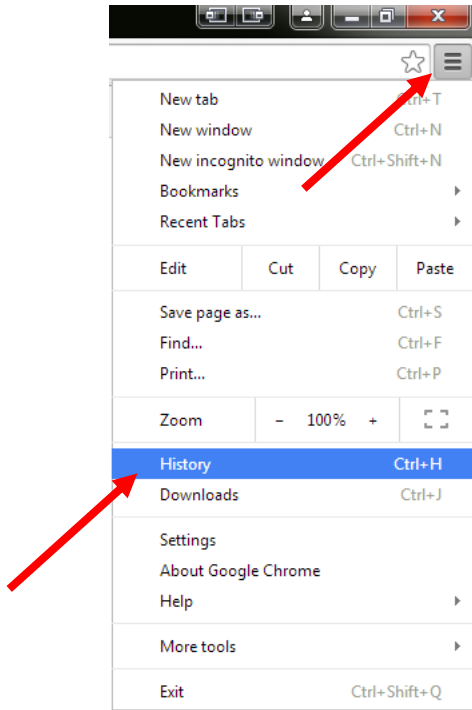 New tab Ctrl+T
New window Ctrl+N
New incognito window Ctrl+Shift+N
Bookmarks
Recent Tabs
Edit Cut Copy Paste
Save page as... Ctrl+S
Find... Ctrl+F
Print... Ctrl+P
Zoom − 100% +
History Ctrl+H
Downloads Ctrl+J
Settings
About Google Chrome
Help
More tools
Exit Ctrl+Shift+Q